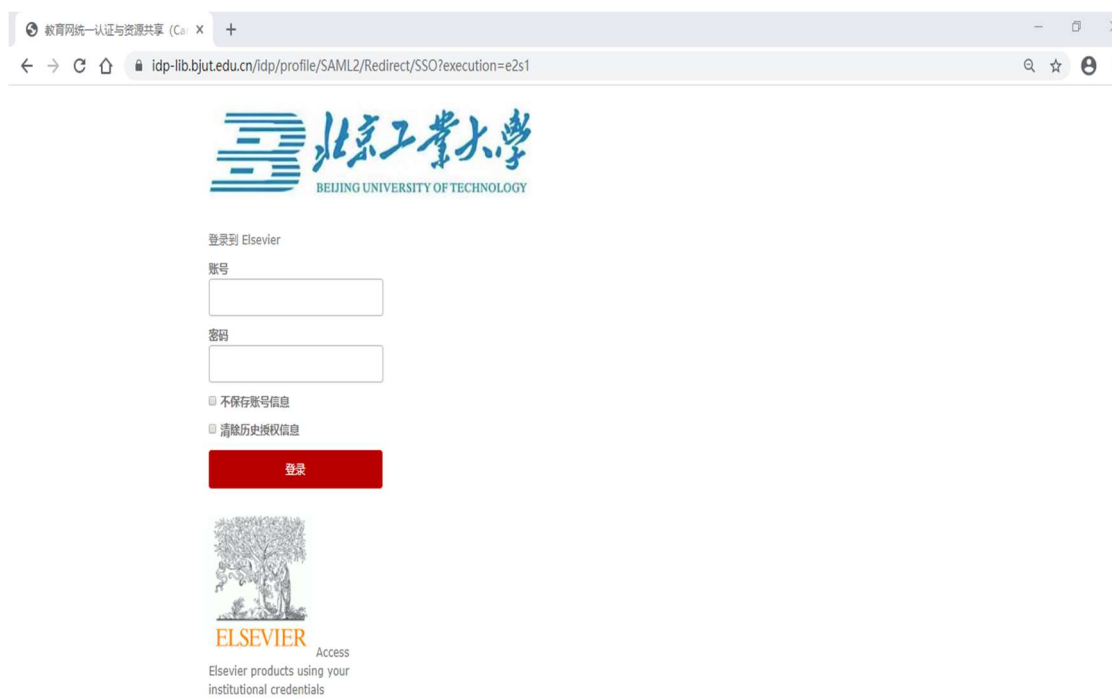 教育网统一认证与资源共享 (Ca
idp-lib.bjut.edu.cn/idp/profile/SAML2/Redirect/SSO?execution=e2s1
北京工業大學
BEIJING UNIVERSITY OF TECHNOLOGY
登录到 Elsevier
账号
密码
不保存账号信息
清除历史授权信息
登录
ELSEVIER
Access
Elsevier products using your
institutional credentials